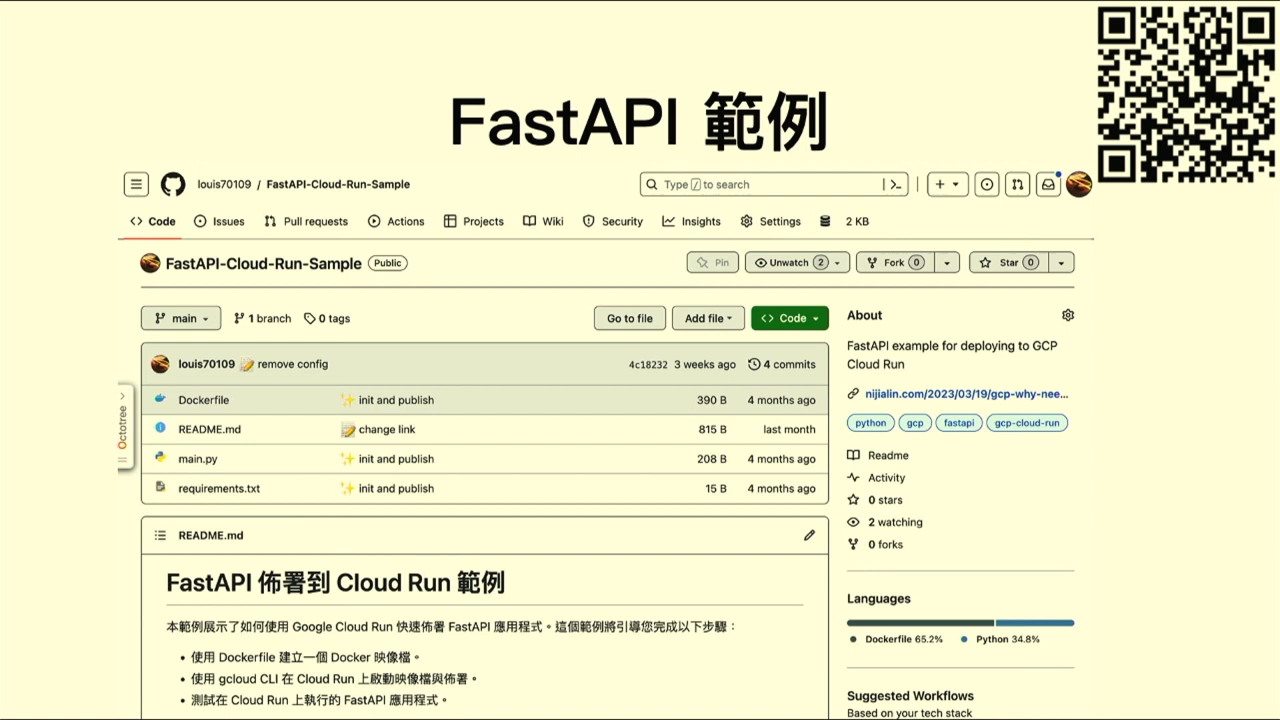 FastAPI 範例
louis70109 / FastAPI-Cloud-Run-Sample
Type / to search
Code Issues Pull requests Actions Projects Wiki Security Insights Settings 2 KB
FastAPI-Cloud-Run-Sample Public
Pin Unwatch 2 Fork 0 Star 0
main 1 branch 0 tags Go to file Add file Code
louis70109 remove config 4c18232 3 weeks ago 4 commits
Dockerfile init and publish 390 B 4 months ago
README.md change link 815 B last month
main.py init and publish 208 B 4 months ago
requirements.txt init and publish 15 B 4 months ago
Octotree
README.md
FastAPI 佈署到 Cloud Run 範例
本範例展示了如何使用 Google Cloud Run 快速佈署 FastAPI 應用程式。這個範例將引導您完成以下步驟：
• 使用 Dockerfile 建立一個 Docker 映像檔。
• 使用 gcloud CLI 在 Cloud Run 上啟動映像檔與佈署。
• 測試在 Cloud Run 上執行的 FastAPI 應用程式。
About
FastAPI example for deploying to GCP
Cloud Run
nijialin.com/2023/03/19/gcp-why-nee...
python gcp fastapi gcp-cloud-run
Readme
Activity
0 stars
2 watching
0 forks
Languages
Dockerfile 65.2% Python 34.8%
Suggested Workflows
Based on your tech stack